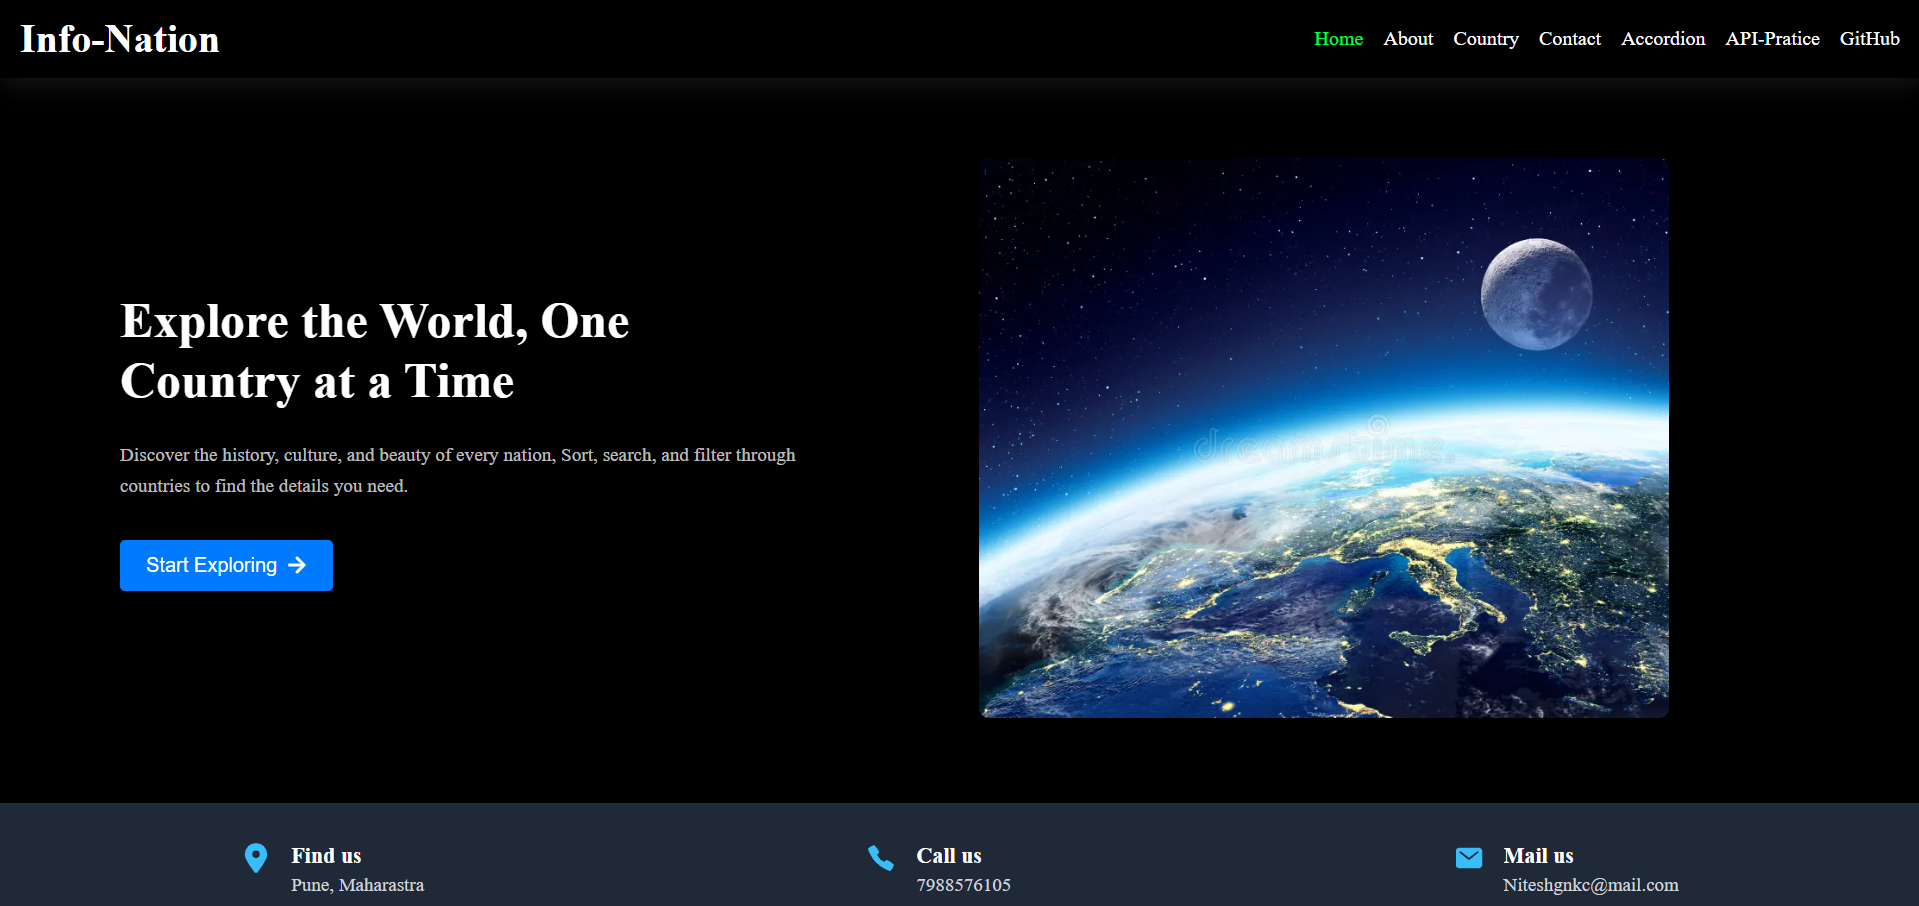 Info-Nation
Home About Country Contact Accordion API-Pratice GitHub
Explore the World, One
Country at a Time
Discover the history, culture, and beauty of every nation, Sort, search, and filter through
countries to find the details you need.
Start Exploring
dreamstime.
Find us
Pune, Maharastra
Call us
7988576105
Mail us
Niteshgnkc@mail.com